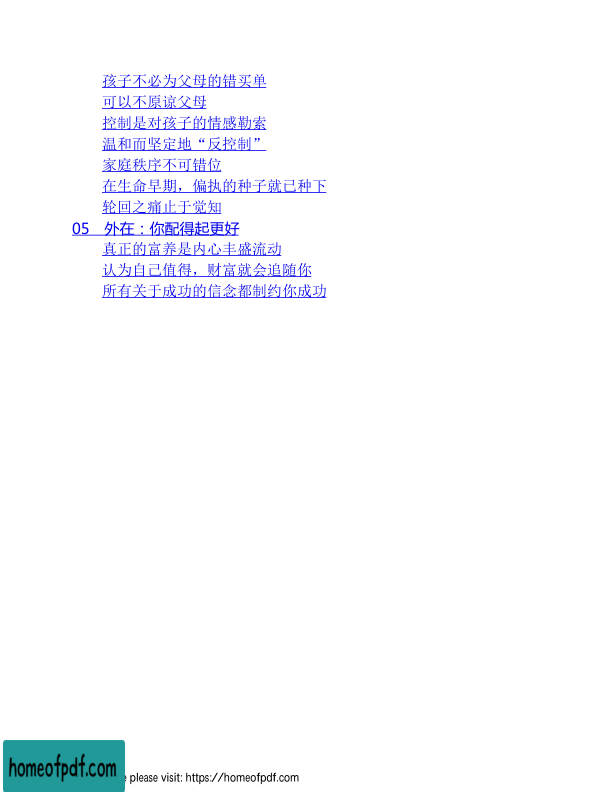 孩子不必为父母的错买单
可以不原谅父母
控制是对孩子的情感勒索
温和而坚定地“反控制”
家庭秩序不可错位
在生命早期，偏执的种子就已种下
轮回之痛止于觉知
05 外在：你配得起更好
真正的富养是内心丰盛流动
认为自己值得，财富就会追随你
所有关于成功的信念都制约你成功
homeofpdf.com
please visit: https://homeofpdf.com